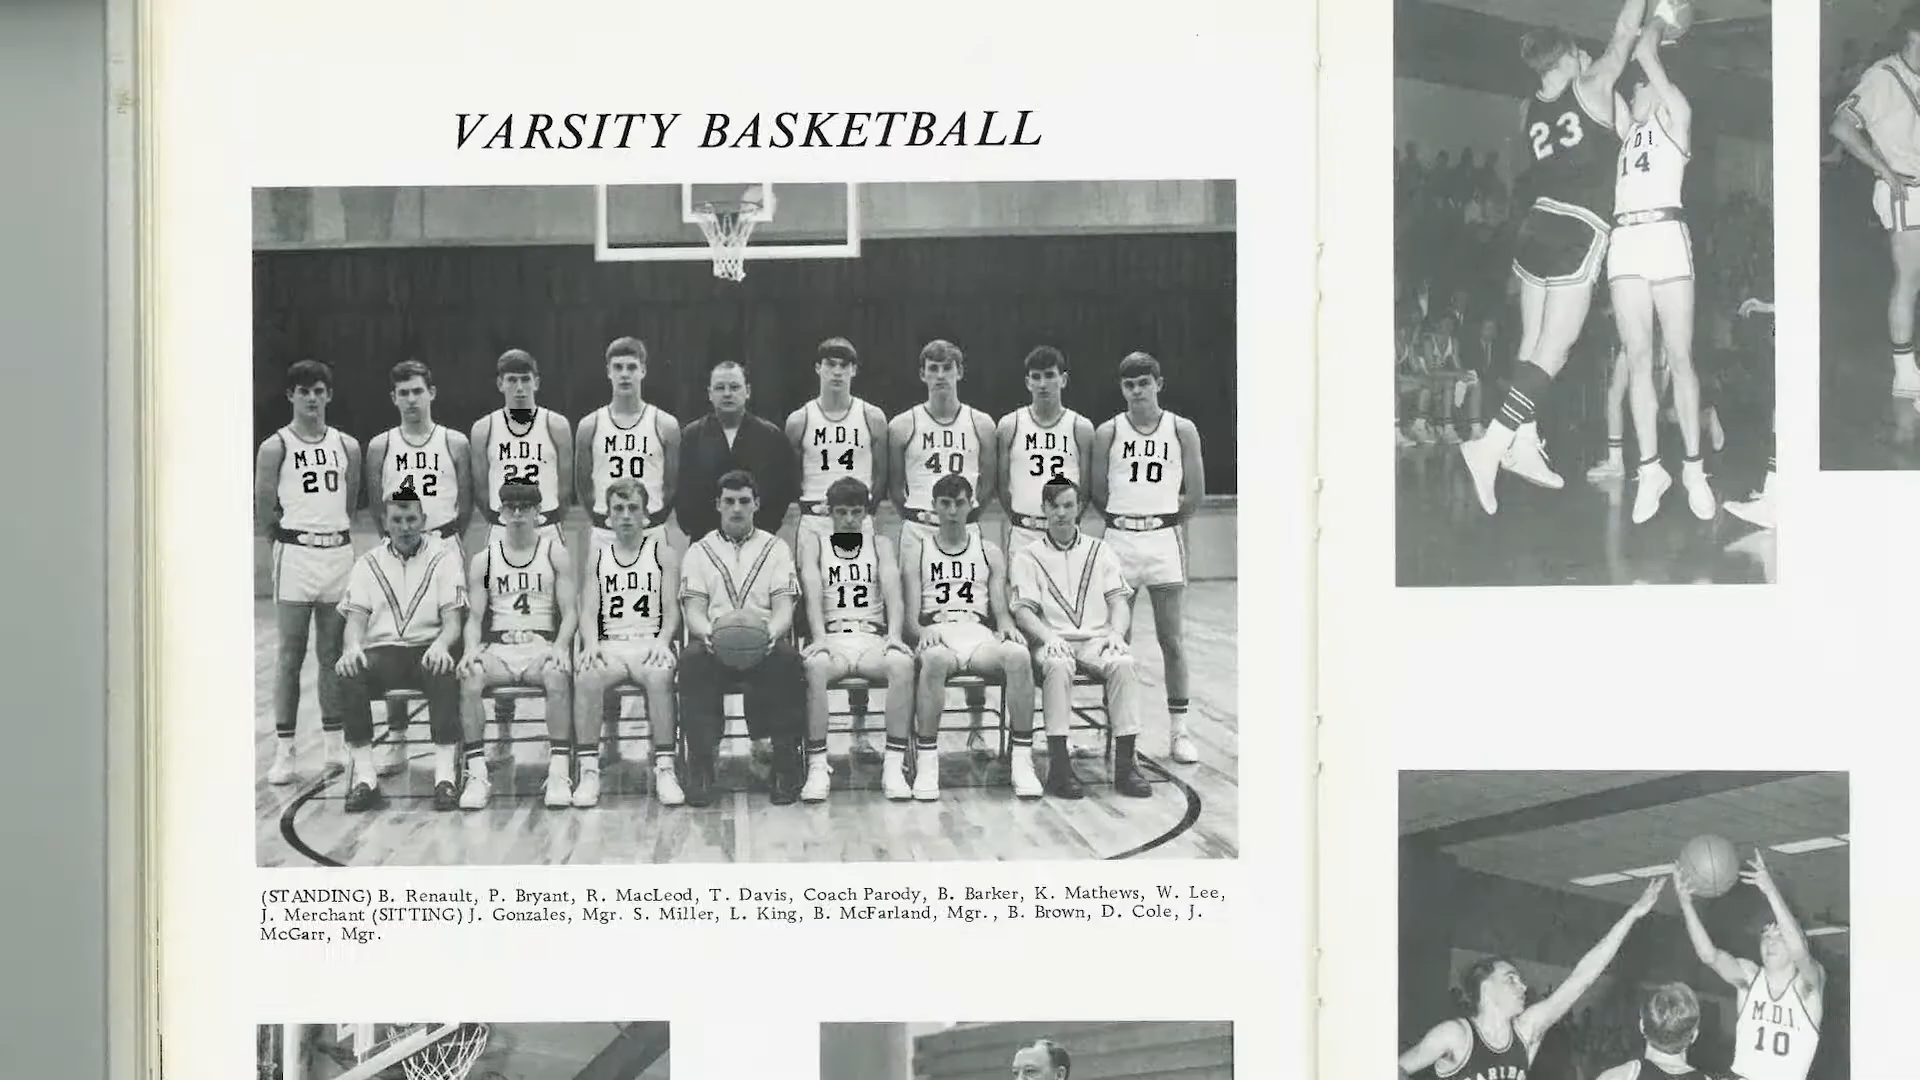 VARSITY BASKETBALL
M.D.I. 20
M.D.I. 42
M.D.I. 22
M.D.I. 30
M.D.I. 14
M.D.I. 40
M.D.I. 32
M.D.I. 10
M.D.I 4
M.D.I. 24
M.D.I. 12
M.D.I. 34
(STANDING) B. Renault, P. Bryant, R. MacLeod, T. Davis, Coach Parody, B. Barker, K. Mathews, W. Lee,
J. Merchant (SITTING) J. Gonzales, Mgr. S. Miller, L. King, B. McFarland, Mgr., B. Brown, D. Cole, J.
McGarr, Mgr.
23
D.I.
14
M.D.I.
10